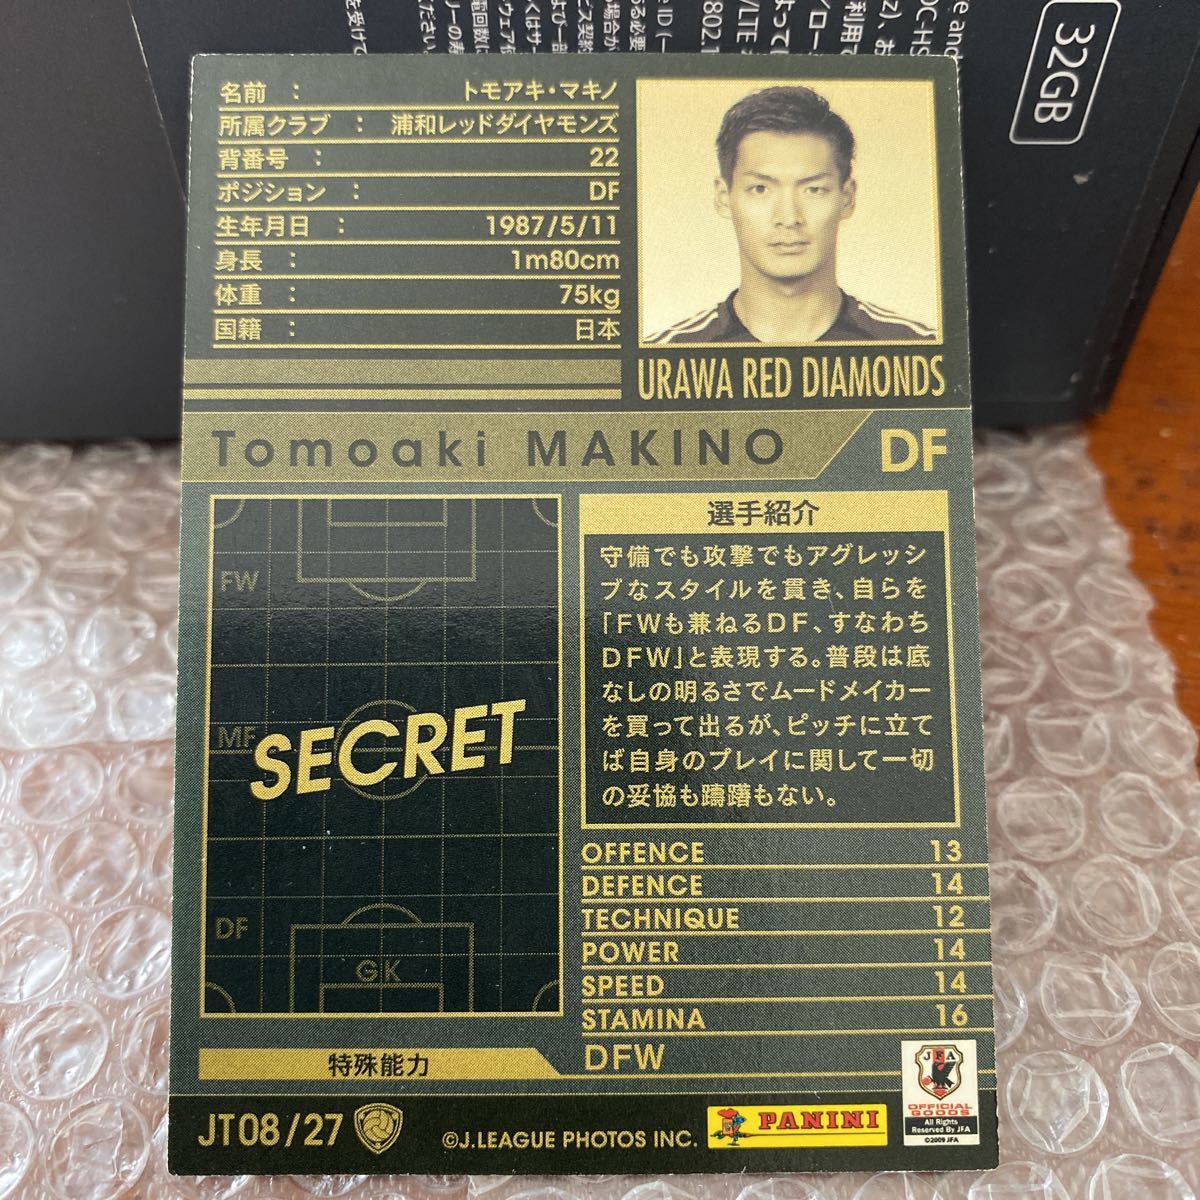 32GB
名前 : トモアキ・マキノ
所属クラブ : 浦和レッドダイヤモンズ
背番号 : 22
ポジション : DF
生年月日 : 1987/5/11
身長 : 1m80cm
体重 : 75kg
国籍 : 日本
URAWA RED DIAMONDS
Tomoaki MAKINO DF
FW
MF
SECRET
DF
GK
選手紹介
守備でも攻撃でもアグレッシ
ブなスタイルを貫き、自らを
「FWも兼ねるDF、すなわち
DFW」と表現する。普段は底
なしの明るさでムードメイカー
を買って出るが、ピッチに立て
ば自身のプレイに関して一切
の妥協も躊躇もない。
OFFENCE 13
DEFENCE 14
TECHNIQUE 12
POWER 14
SPEED 14
STAMINA 16
特殊能力 DFW
JT08/27
©J.LEAGUE PHOTOS INC.
PANINI
JFA
OFFICIAL
GOODS
All Rights
Reserved By JFA
©2009 JFA